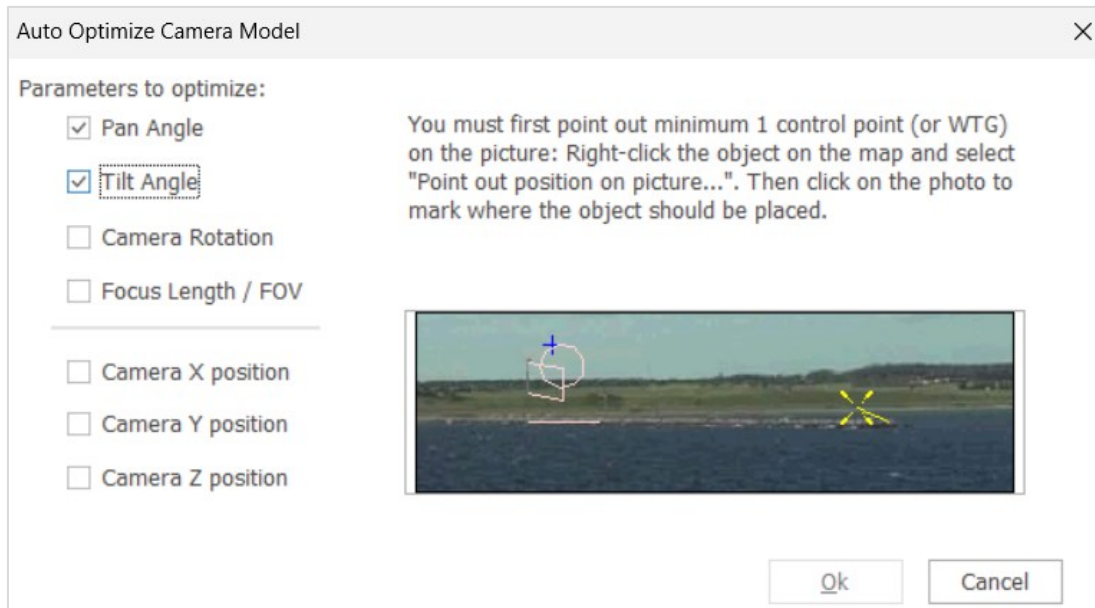 Auto Optimize Camera Model
Parameters to optimize:
Pan Angle
Tilt Angle
Camera Rotation
Focus Length / FOV
Camera X position
Camera Y position
Camera Z position
You must first point out minimum 1 control point (or WTG)
on the picture: Right-click the object on the map and select
"Point out position on picture...". Then click on the photo to
mark where the object should be placed.
Ok
Cancel